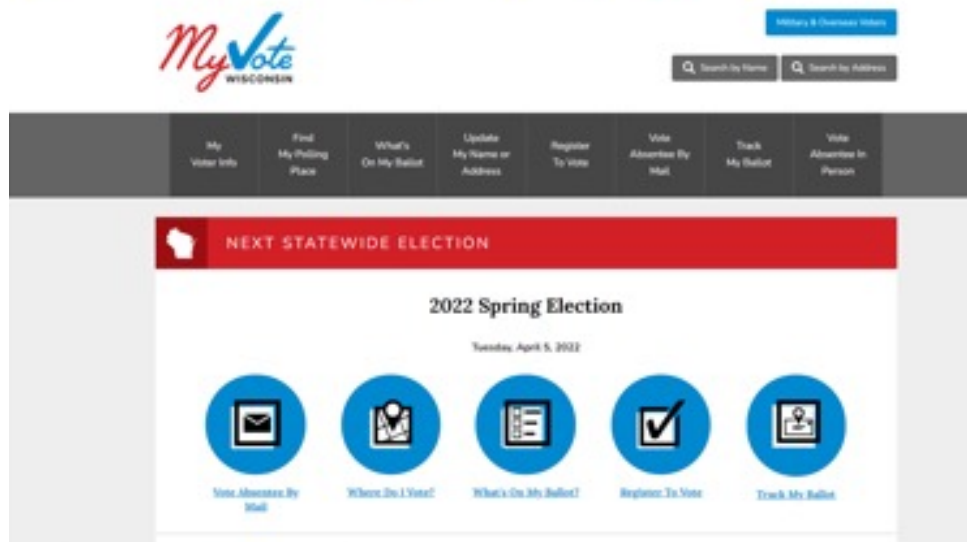 Military & Overseas Voters
MyVote
WISCONSIN
Search by Name
Search by Address
My
Voter Info
Find
My Polling
Place
What's
On My Ballot
Update
My Name or
Address
Register
To Vote
Vote
Absentee By
Mail
Track
My Ballot
Vote
Absentee In
Person
NEXT STATEWIDE ELECTION
2022 Spring Election
Tuesday, April 5, 2022
Vote Absentee By
Mail
Where Do I Vote?
What's On My Ballot?
Register To Vote
Track My Ballot